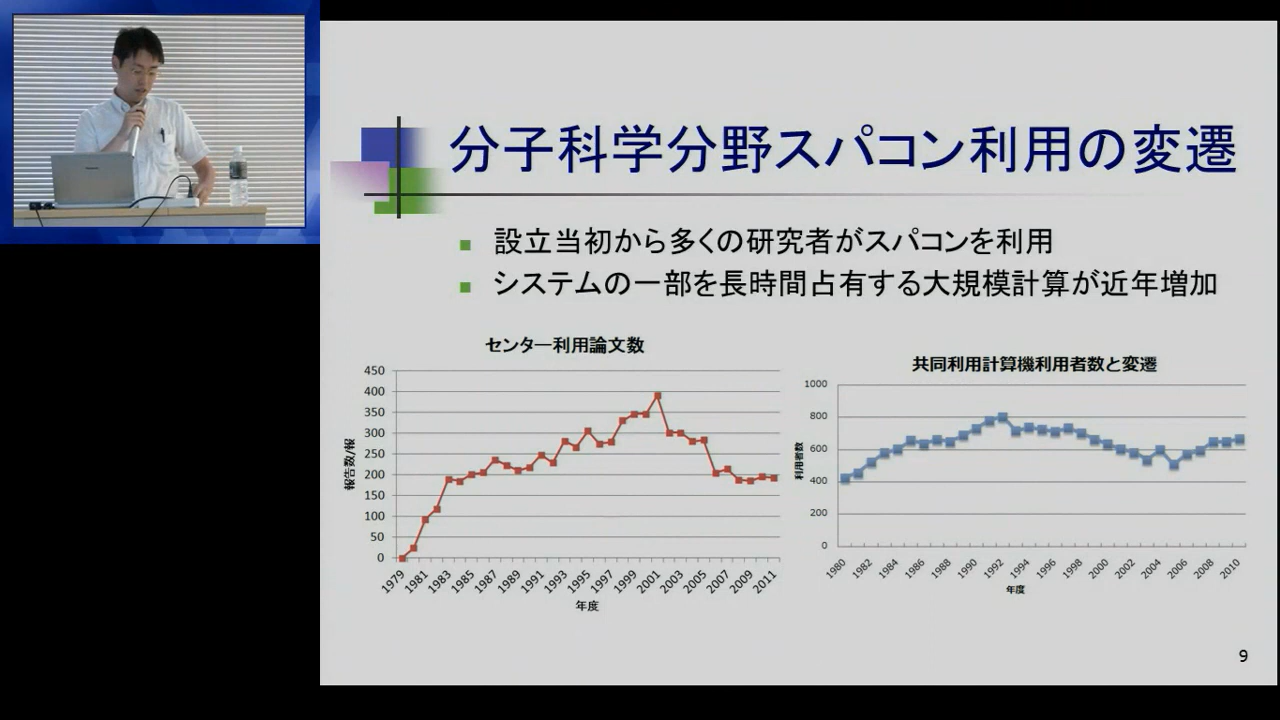 分子科学分野スパコン利用の変遷
設立当初から多くの研究者がスパコンを利用
システムの一部を長時間占有する大規模計算が近年増加
センター利用論文数
450
400
350
300
250
200
150
100
50
0
報告数/報
1979 1981 1983 1985 1987 1989 1991 1993 1995 1997 1999 2001 2003 2005 2007 2009 2011
年度
共同利用計算機利用者数と変遷
1000
800
600
400
200
0
利用者数
1980 1982 1984 1986 1988 1990 1992 1994 1996 1998 2000 2002 2004 2006 2008 2010
年度
9